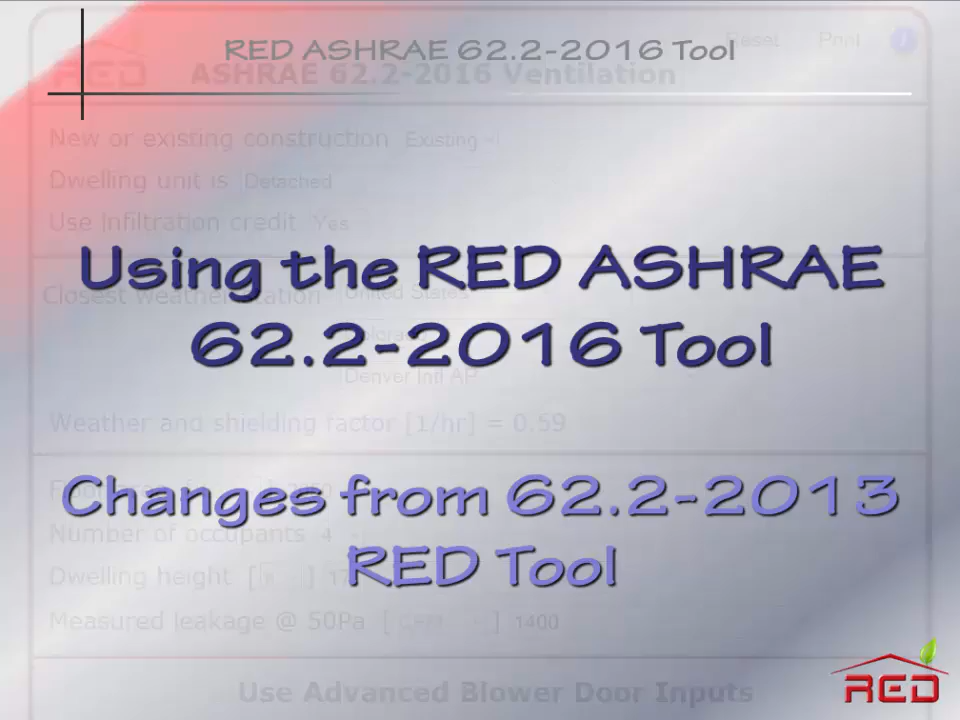 RED ASHRAE 62.2-2016 Tool
Reset Print i
RED
ASHRAE 62.2-2016 Ventilation
New or existing construction Existing
Dwelling unit is Detached
Use infiltration credit Yes
Using the RED ASHRAE
Closest weather station United States
62.2-2016 Tool
Colorado
Denver Intl AP
Weather and shielding factor [1/hr] = 0.59
Changes from 62.2-2013
Number of occupants 4
RED Tool
Dwelling height [ ] 17
Measured leakage @ 50Pa [ CFM ] 1400
Use Advanced Blower Door Inputs
RED